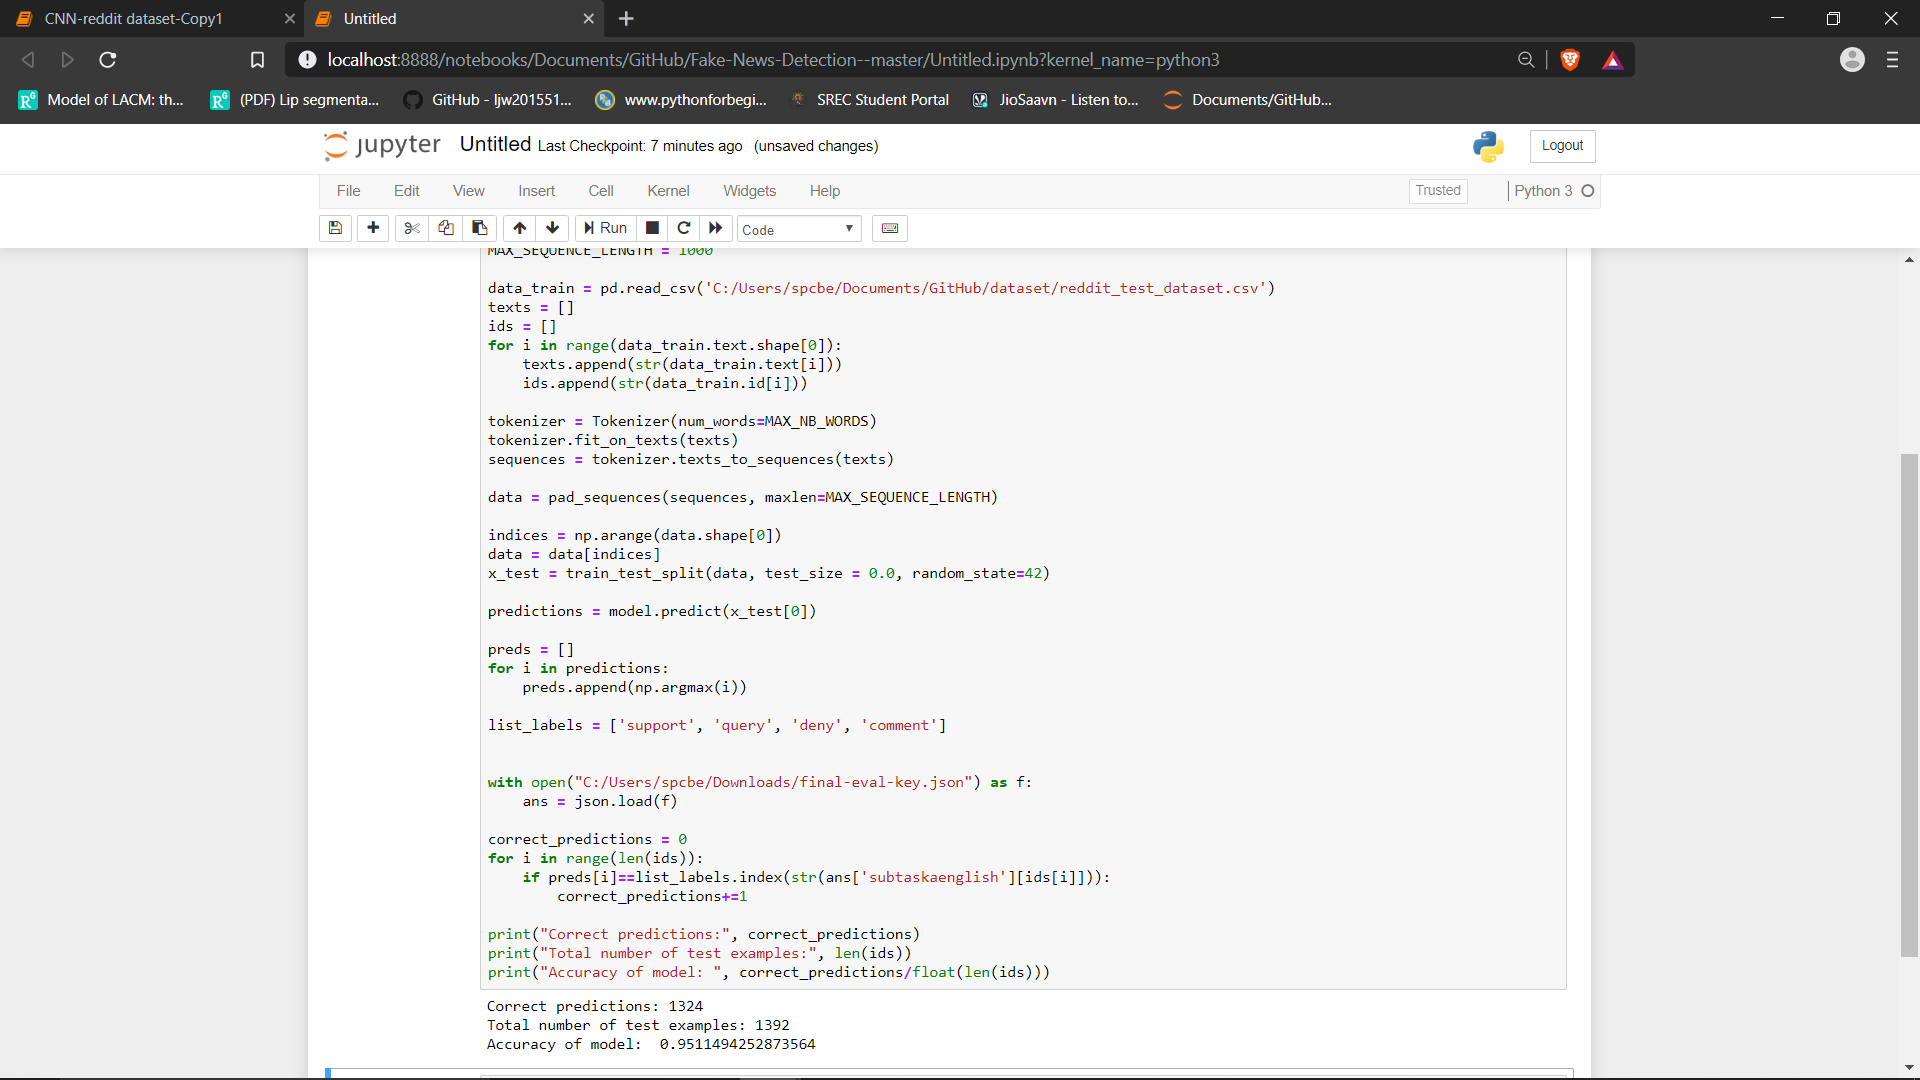 CNN-reddit dataset-Copy1
Untitled
localhost:8888/notebooks/Documents/GitHub/Fake-News-Detection--master/Untitled.ipynb?kernel_name=python3
Model of LACM: th...
(PDF) Lip segmenta...
GitHub - ljw201551...
www.pythonforbegi...
SREC Student Portal
JioSaavn - Listen to...
Documents/GitHub...
jupyter Untitled Last Checkpoint: 7 minutes ago (unsaved changes)
Logout
File Edit View Insert Cell Kernel Widgets Help
Trusted
Python 3
Run
Code
MAX_SEQUENCE_LENGTH = 1000
data_train = pd.read_csv('C:/Users/spcbe/Documents/GitHub/dataset/reddit_test_dataset.csv')
texts = []
ids = []
for i in range(data_train.text.shape[0]):
    texts.append(str(data_train.text[i]))
    ids.append(str(data_train.id[i]))
tokenizer = Tokenizer(num_words=MAX_NB_WORDS)
tokenizer.fit_on_texts(texts)
sequences = tokenizer.texts_to_sequences(texts)
data = pad_sequences(sequences, maxlen=MAX_SEQUENCE_LENGTH)
indices = np.arange(data.shape[0])
data = data[indices]
x_test = train_test_split(data, test_size = 0.0, random_state=42)
predictions = model.predict(x_test[0])
preds = []
for i in predictions:
    preds.append(np.argmax(i))
list_labels = ['support', 'query', 'deny', 'comment']
with open("C:/Users/spcbe/Downloads/final-eval-key.json") as f:
    ans = json.load(f)
correct_predictions = 0
for i in range(len(ids)):
    if preds[i]==list_labels.index(str(ans['subtaskaenglish'][ids[i]])):
        correct_predictions+=1
print("Correct predictions:", correct_predictions)
print("Total number of test examples:", len(ids))
print("Accuracy of model: ", correct_predictions/float(len(ids)))
Correct predictions: 1324
Total number of test examples: 1392
Accuracy of model:  0.9511494252873564